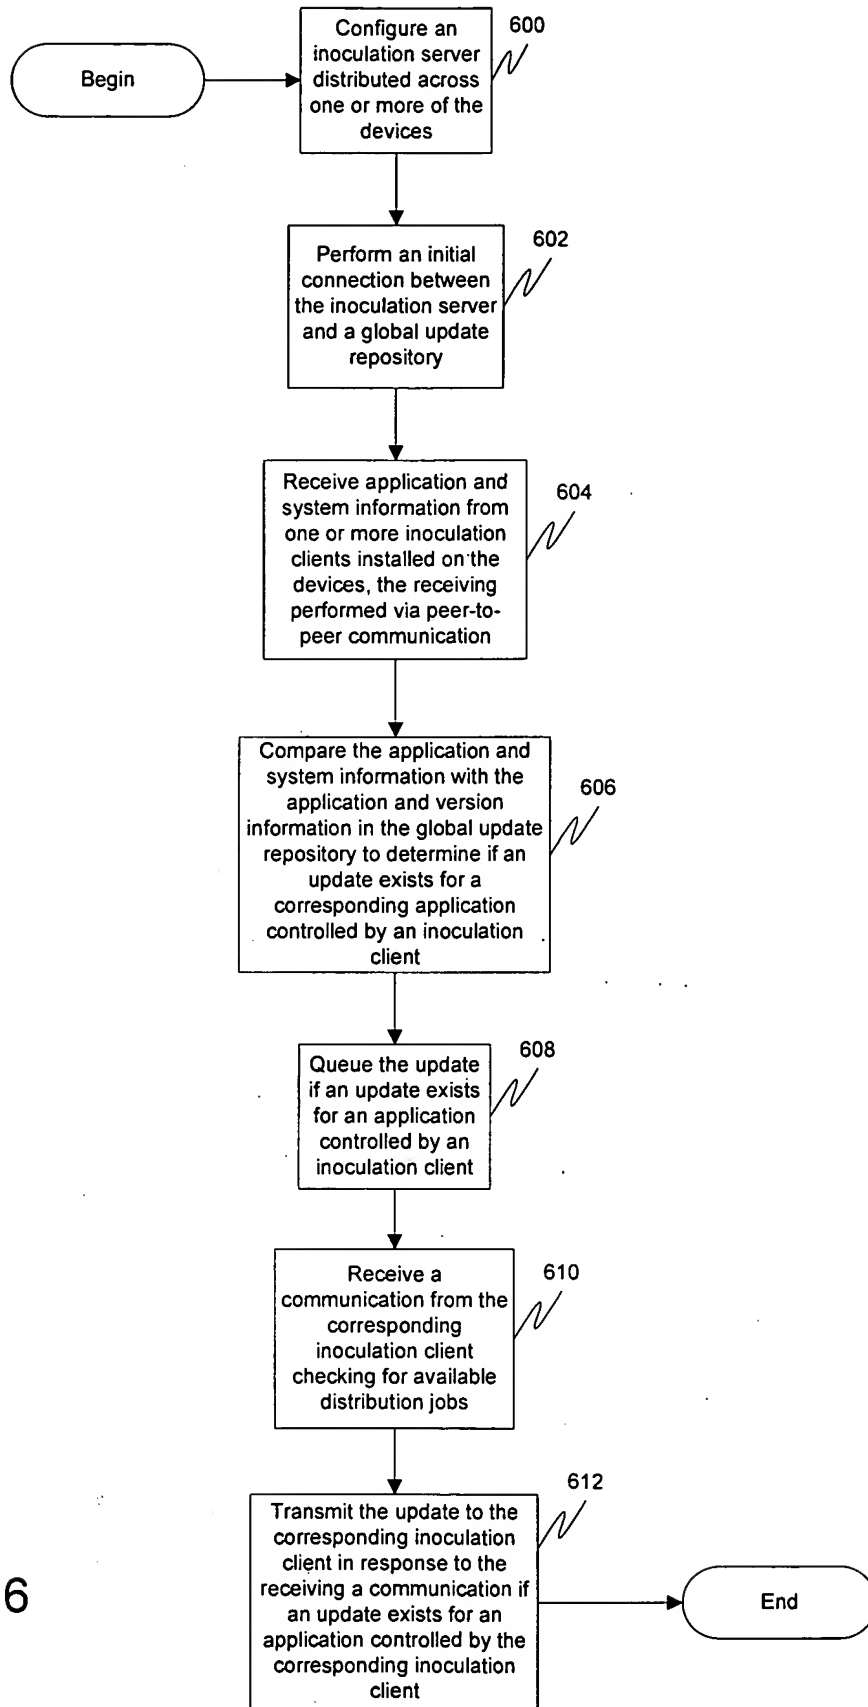 Begin
Configure an
inoculation server
distributed across
one or more of the
devices
600
Perform an initial
connection between
the inoculation server
and a global update
repository
602
Receive application and
system information from
one or more inoculation
clients installed on the
devices, the receiving
performed via peer-to-
peer communication
604
Compare the application and
system information with the
application and version
information in the global update
repository to determine if an
update exists for a
corresponding application
controlled by an inoculation
client
606
Queue the update
if an update exists
for an application
controlled by an
inoculation client
608
Receive a
communication from the
corresponding
inoculation client
checking for available
distribution jobs
610
Transmit the update to the
corresponding inoculation
client in response to the
receiving a communication if
an update exists for an
application controlled by the
corresponding inoculation
client
612
End
6